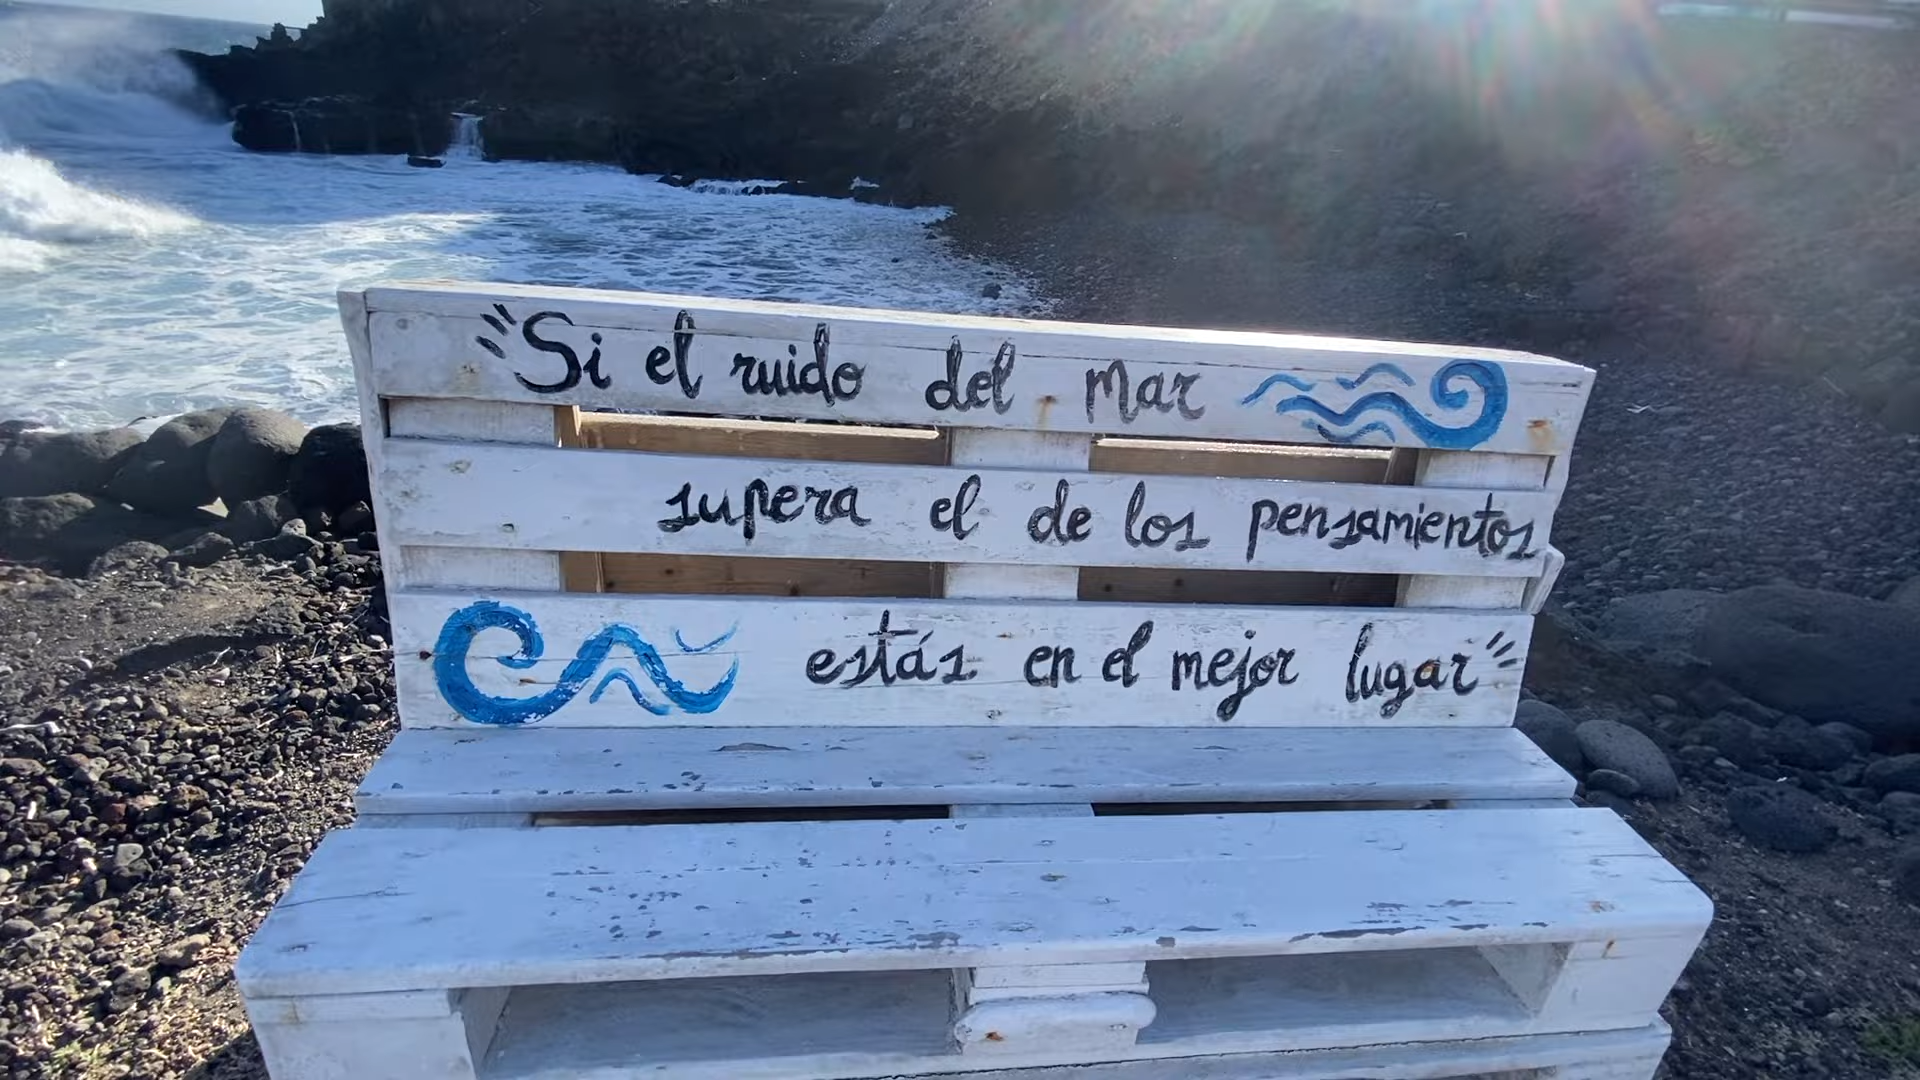 "Si el ruido del mar
supera el de los pensamientos
estás en el mejor lugar"